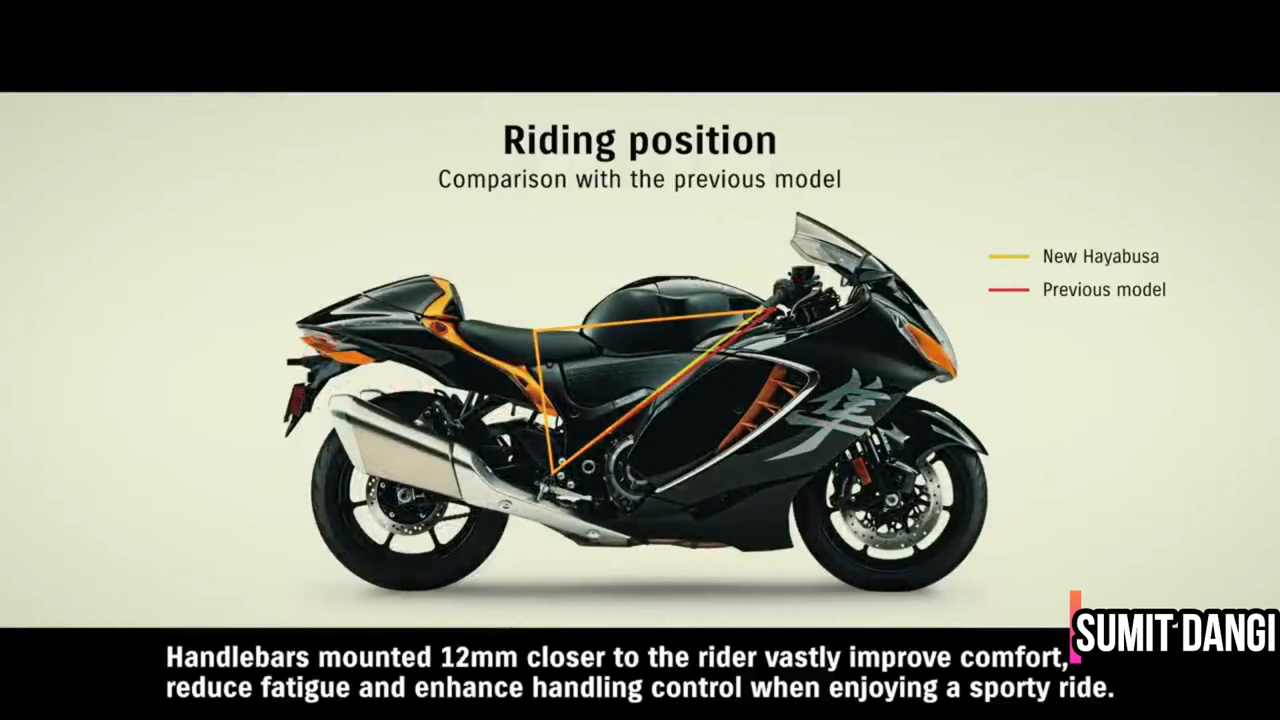 Riding position
Comparison with the previous model
New Hayabusa
Previous model
隼
SUMIT DANGI
Handlebars mounted 12mm closer to the rider vastly improve comfort,
reduce fatigue and enhance handling control when enjoying a sporty ride.